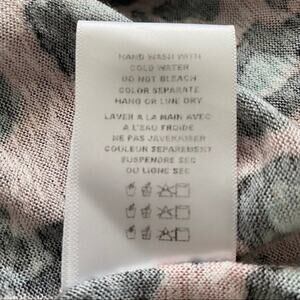 HAND WASH WITH
COLD WATER
DO NOT BLEACH
COLOR SEPARATE
HANG OR LINE DRY
LAVER A LA MAIN AVEC
A L'EAU FROIDE
NE PAS JAVERISER
COULEUR SEPAREMENT
SUSPENDRE SEC
OU LIGNE SEC